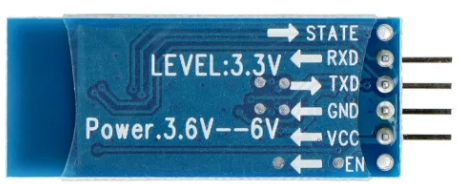 STATE
RXD
LEVEL:3.3V
TXD
GND
Power.3.6V--6V
VCC
EN